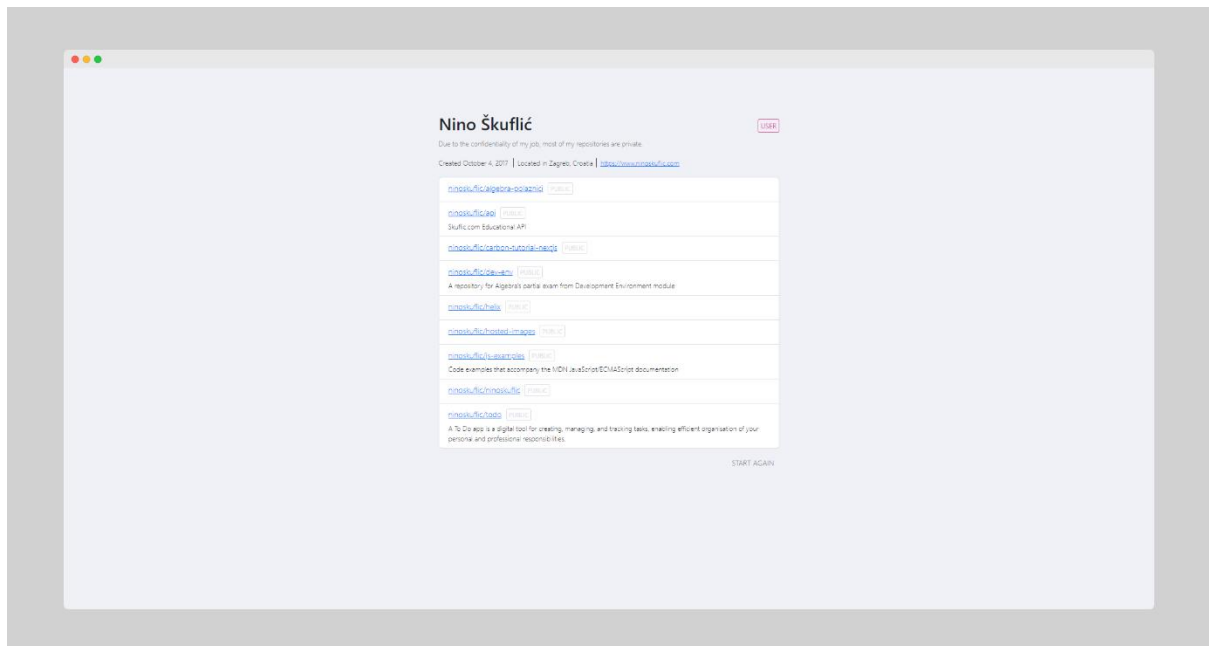 Nino Škuflić USER
Due to the confidentiality of my job, most of my repositories are private.
Created October 4, 2017 | Located in Zagreb, Croatia | https://www.ninoskuflic.com
ninoskuflic/algebra-polaznici PUBLIC
ninoskuflic/api PUBLIC
Skuflic.com Educational API
ninoskuflic/carbon-tutorial-nextjs PUBLIC
ninoskuflic/dev-env PUBLIC
A repository for Algebra's partial exam from Development Environment module
ninoskuflic/helix PUBLIC
ninoskuflic/hosted-images PUBLIC
ninoskuflic/js-examples PUBLIC
Code examples that accompany the MDN JavaScript/ECMAScript documentation
ninoskuflic/ninoskuflic PUBLIC
ninoskuflic/todo PUBLIC
A To Do app is a digital tool for creating, managing, and tracking tasks, enabling efficient organisation of your
personal and professional responsibilities.
START AGAIN